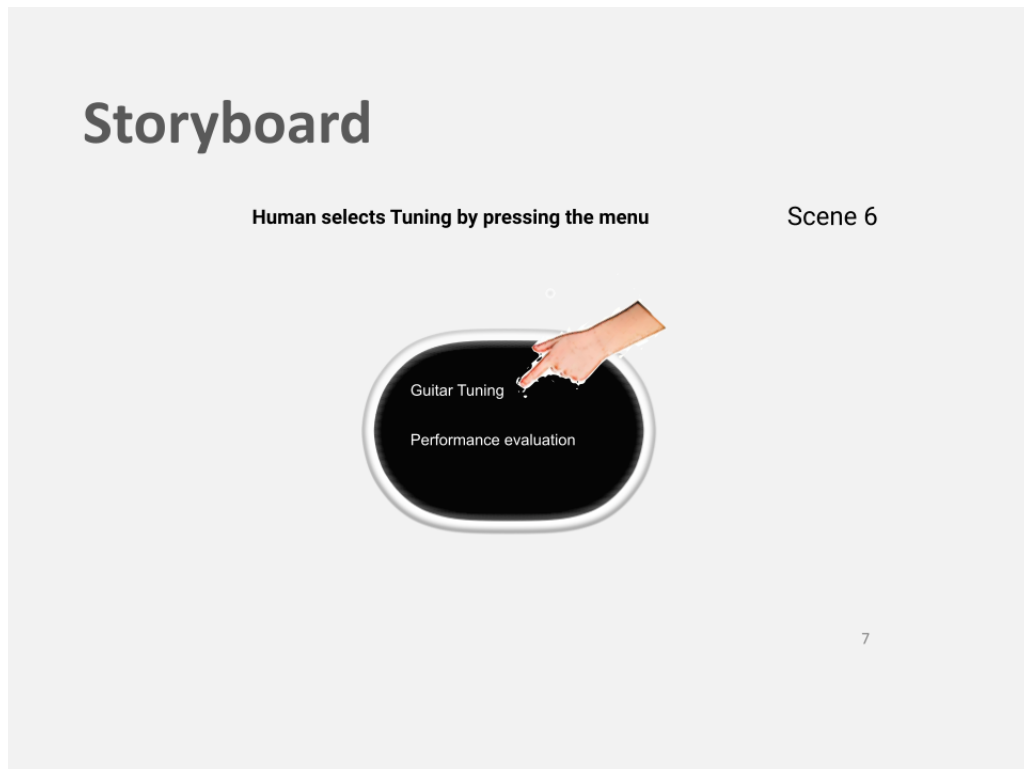 Storyboard
Human selects Tuning by pressing the menu
Scene 6
Guitar Tuning
Performance evaluation
7